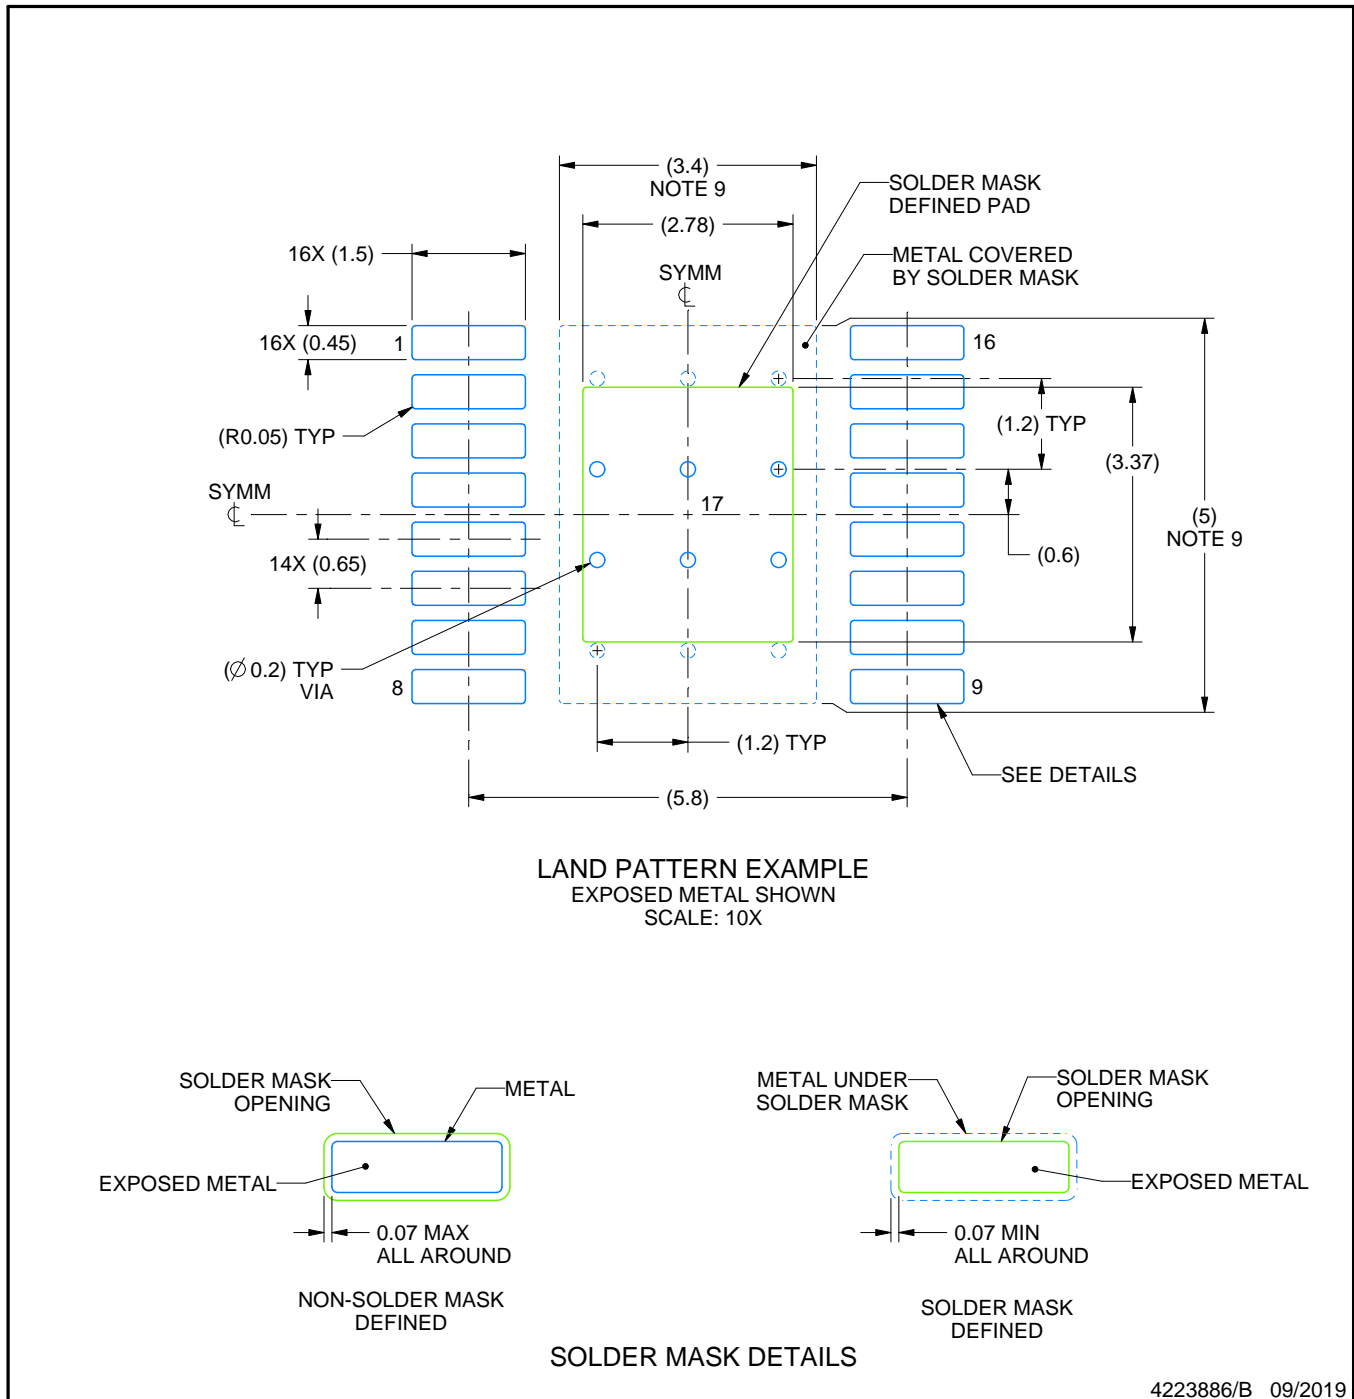 (3.4)
NOTE 9
SOLDER MASK
DEFINED PAD
(2.78)
16X (1.5)
METAL COVERED
BY SOLDER MASK
SYMM
℄
16X (0.45)
1
16
(R0.05) TYP
(1.2) TYP
(3.37)
SYMM
℄
17
(5)
NOTE 9
14X (0.65)
(0.6)
(∅ 0.2) TYP
VIA
8
9
(1.2) TYP
SEE DETAILS
(5.8)
LAND PATTERN EXAMPLE
EXPOSED METAL SHOWN
SCALE: 10X
SOLDER MASK
OPENING
METAL
EXPOSED METAL
0.07 MAX
ALL AROUND
NON-SOLDER MASK
DEFINED
METAL UNDER
SOLDER MASK
SOLDER MASK
OPENING
EXPOSED METAL
0.07 MIN
ALL AROUND
SOLDER MASK
DEFINED
SOLDER MASK DETAILS
4223886/B 09/2019